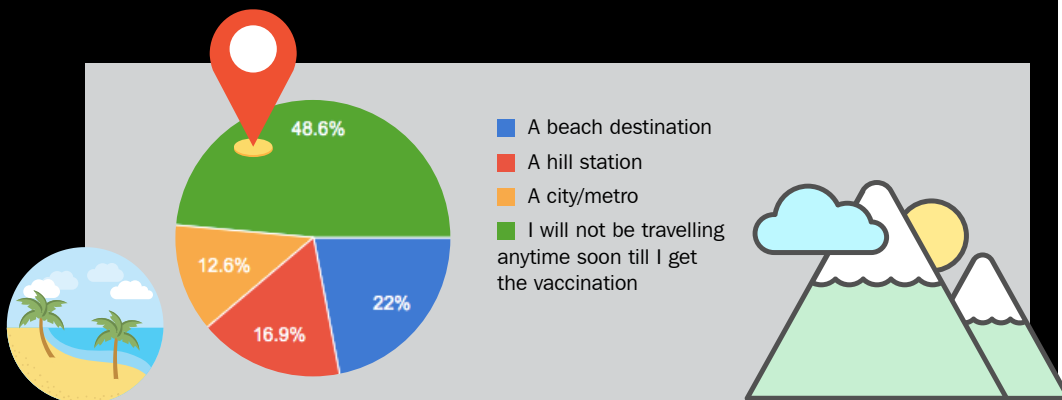 48.6%
12.6%
16.9%
22%
A beach destination
A hill station
A city/metro
I will not be travelling
anytime soon till I get
the vaccination